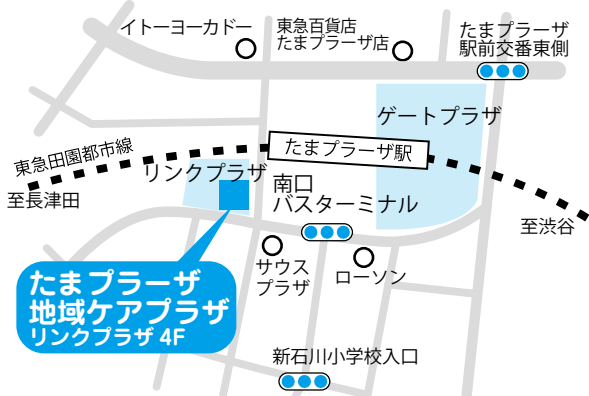 イトーヨーカドー
東急百貨店
たまプラーザ店
たまプラーザ
駅前交番東側
ゲートプラザ
東急田園都市線
たまプラーザ駅
リンクプラザ
南口
バスターミナル
至長津田
至渋谷
サウス
プラザ
ローソン
たまプラーザ
地域ケアプラザ
リンクプラザ 4F
新石川小学校入口